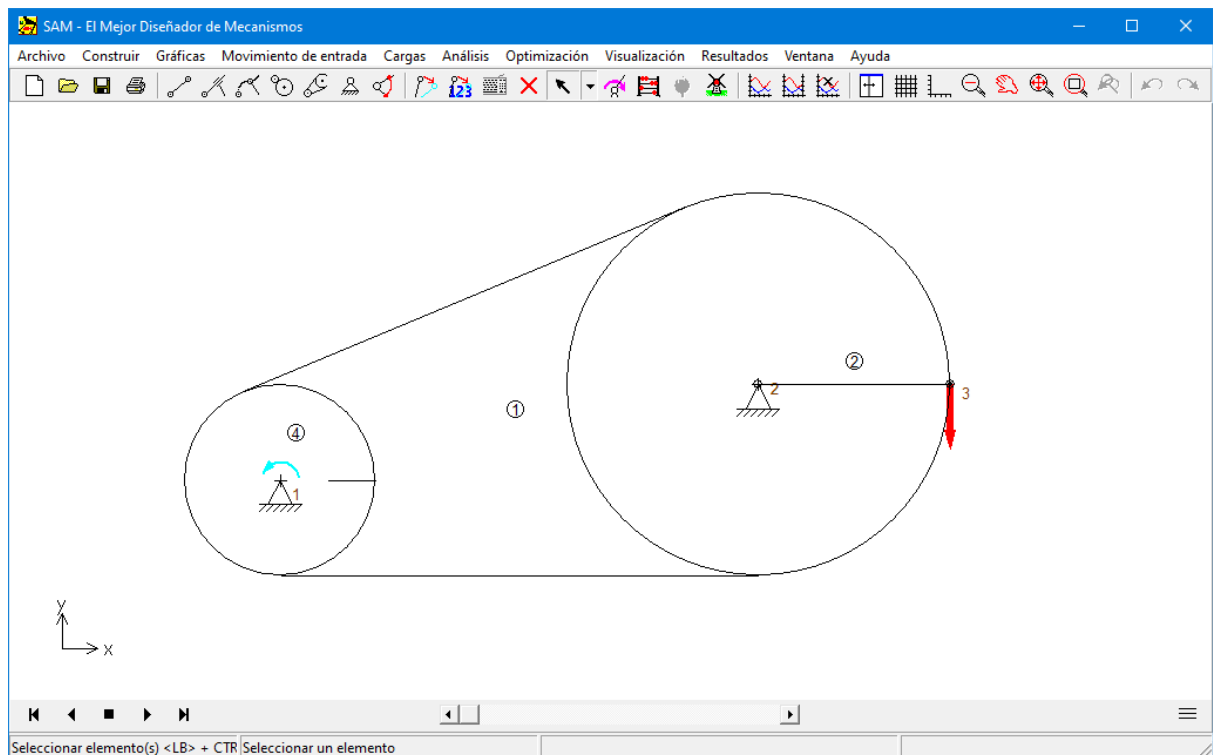 SAM - El Mejor Diseñador de Mecanismos
Archivo Construir Gráficas Movimiento de entrada Cargas Análisis Optimización Visualización Resultados Ventana Ayuda
123
2
2
3
1
4
1
y
x
Seleccionar elemento(s) <LB> + CTR Seleccionar un elemento